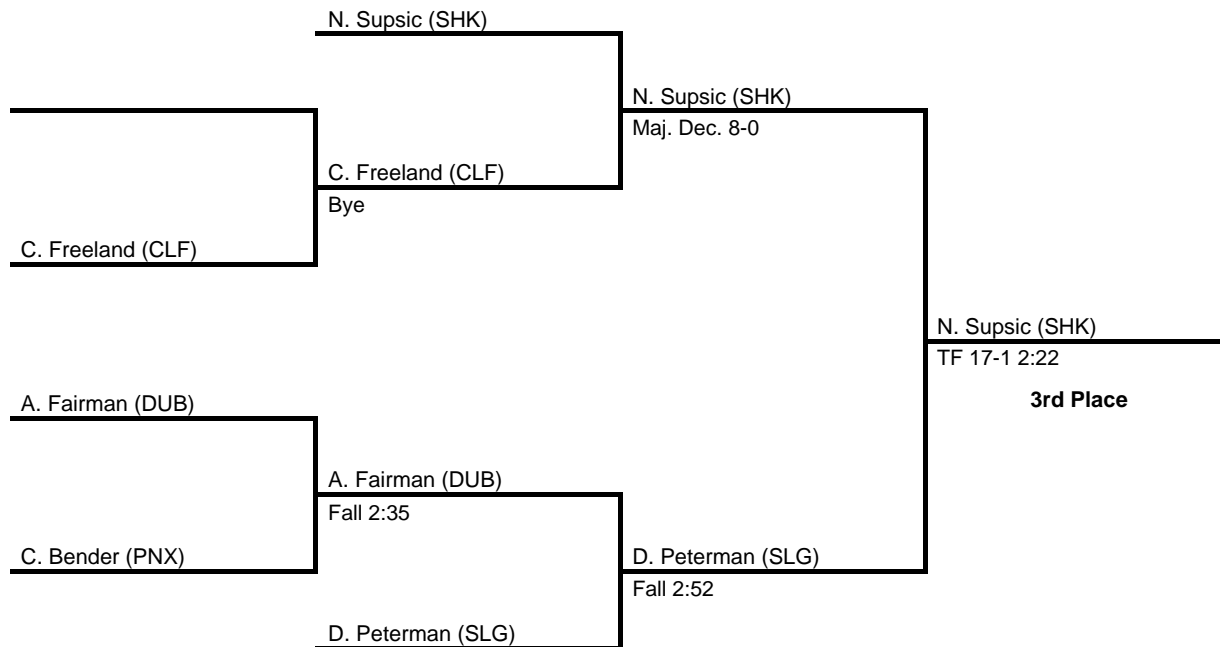 N. Supsic (SHK)
N. Supsic (SHK)
Maj. Dec. 8-0
C. Freeland (CLF)
Bye
C. Freeland (CLF)
N. Supsic (SHK)
TF 17-1 2:22
3rd Place
A. Fairman (DUB)
A. Fairman (DUB)
Fall 2:35
C. Bender (PNX)
D. Peterman (SLG)
Fall 2:52
D. Peterman (SLG)